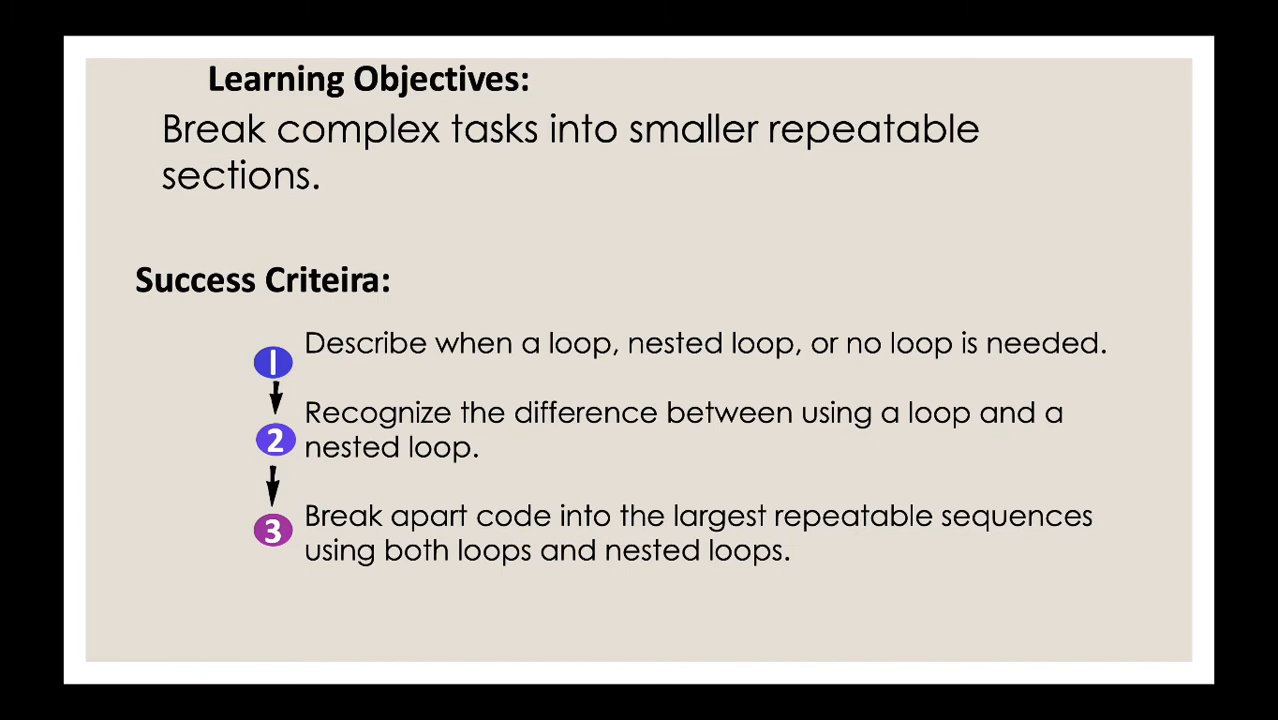 Learning Objectives:
Break complex tasks into smaller repeatable
sections.
Success Criteira:
1 Describe when a loop, nested loop, or no loop is needed.
2 Recognize the difference between using a loop and a
nested loop.
3 Break apart code into the largest repeatable sequences
using both loops and nested loops.